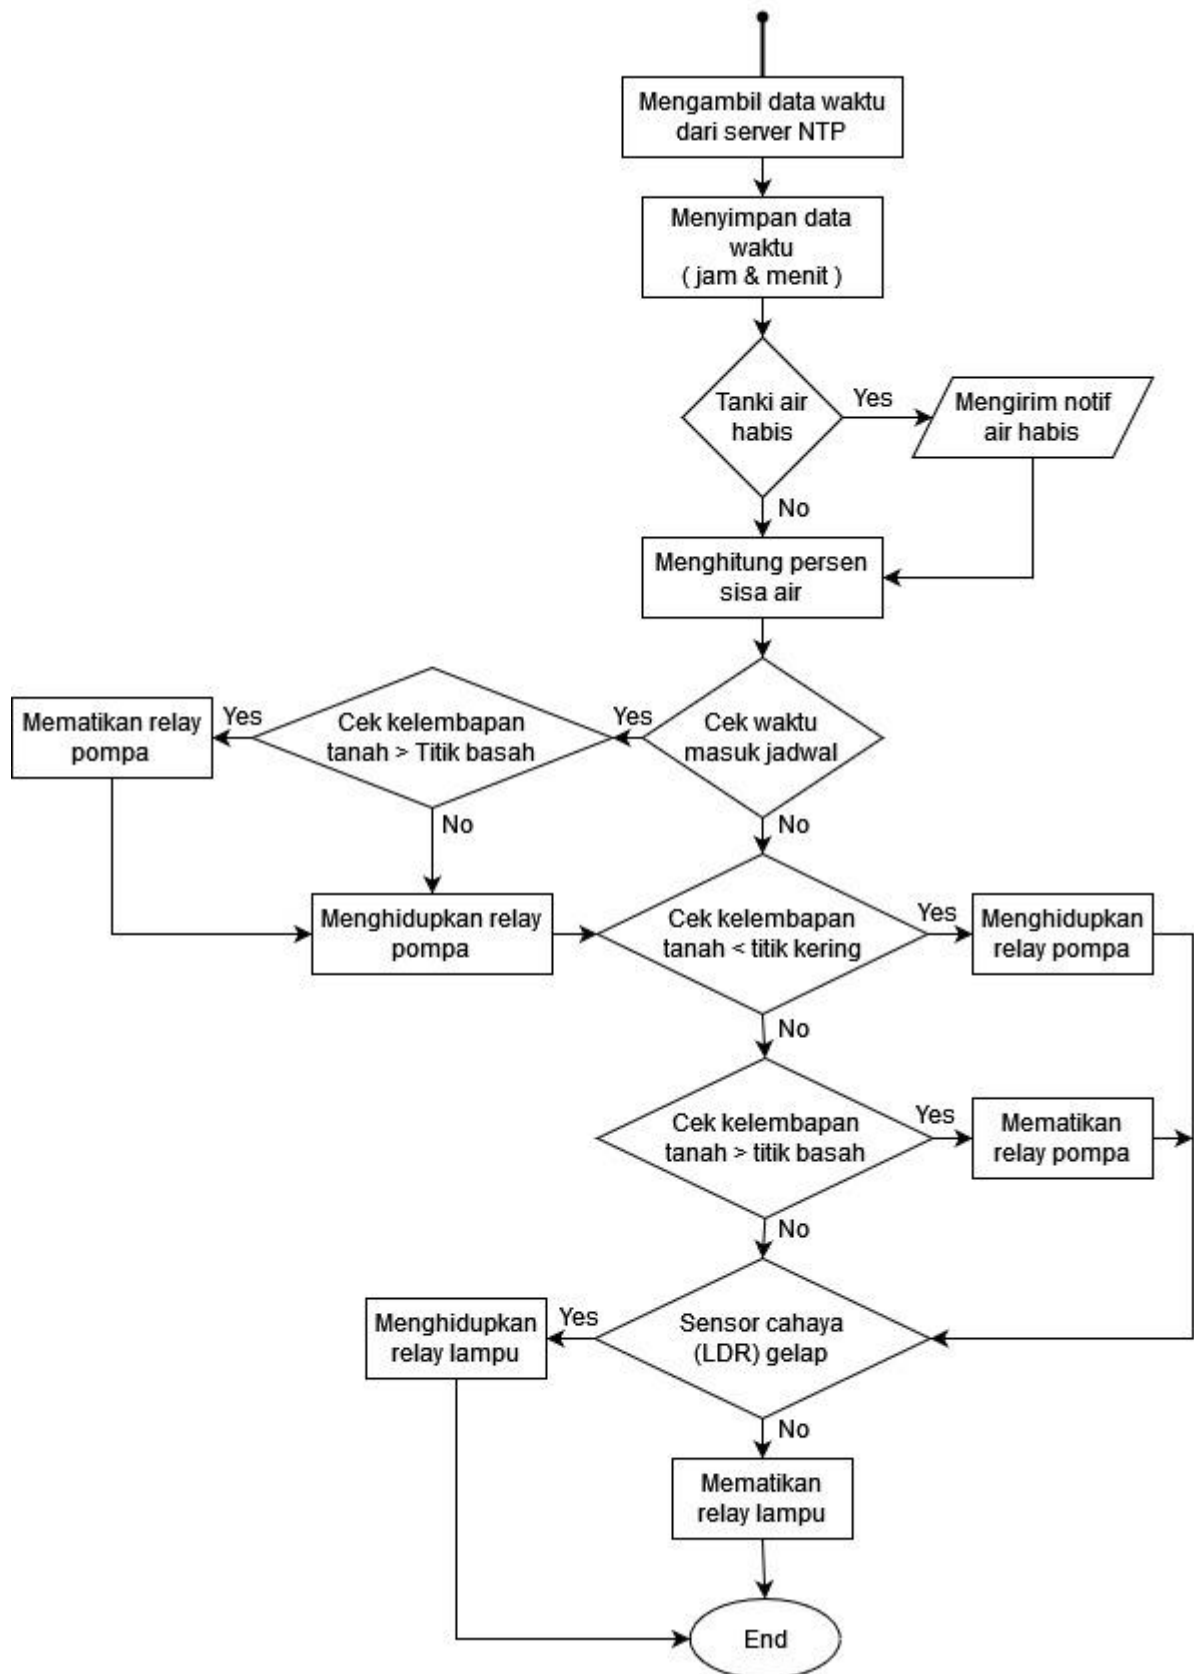 Mengambil data waktu
dari server NTP
Menyimpan data
waktu
( jam & menit )
Tanki air
habis
Yes
Mengirim notif
air habis
No
Menghitung persen
sisa air
Cek waktu
masuk jadwal
Yes
Cek kelembapan
tanah > Titik basah
Yes
Mematikan relay
pompa
No
No
Menghidupkan relay
pompa
Cek kelembapan
tanah < titik kering
Yes
Menghidupkan
relay pompa
No
Cek kelembapan
tanah > titik basah
Yes
Mematikan
relay pompa
No
Sensor cahaya
(LDR) gelap
Yes
Menghidupkan
relay lampu
No
Mematikan
relay lampu
End